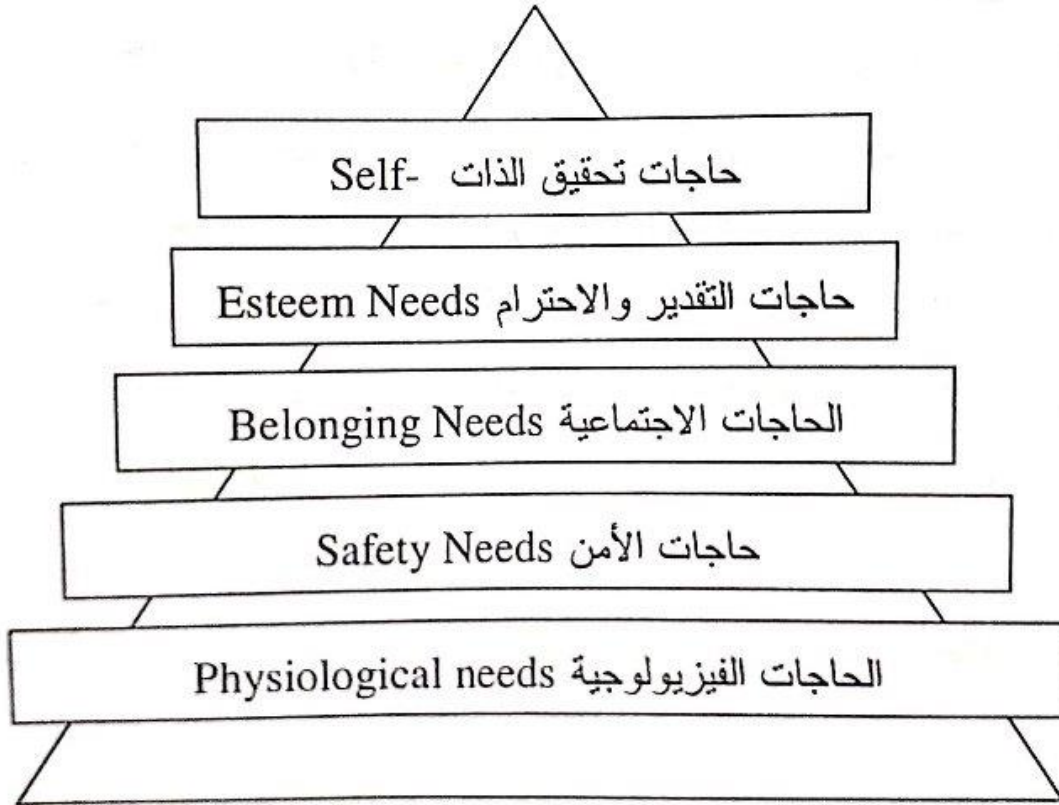 حاجات تحقيق الذات Self-
حاجات التقدير والاحترام Esteem Needs
الحاجات الاجتماعية Belonging Needs
حاجات الأمن Safety Needs
الحاجات الفيزيولوجية Physiological needs